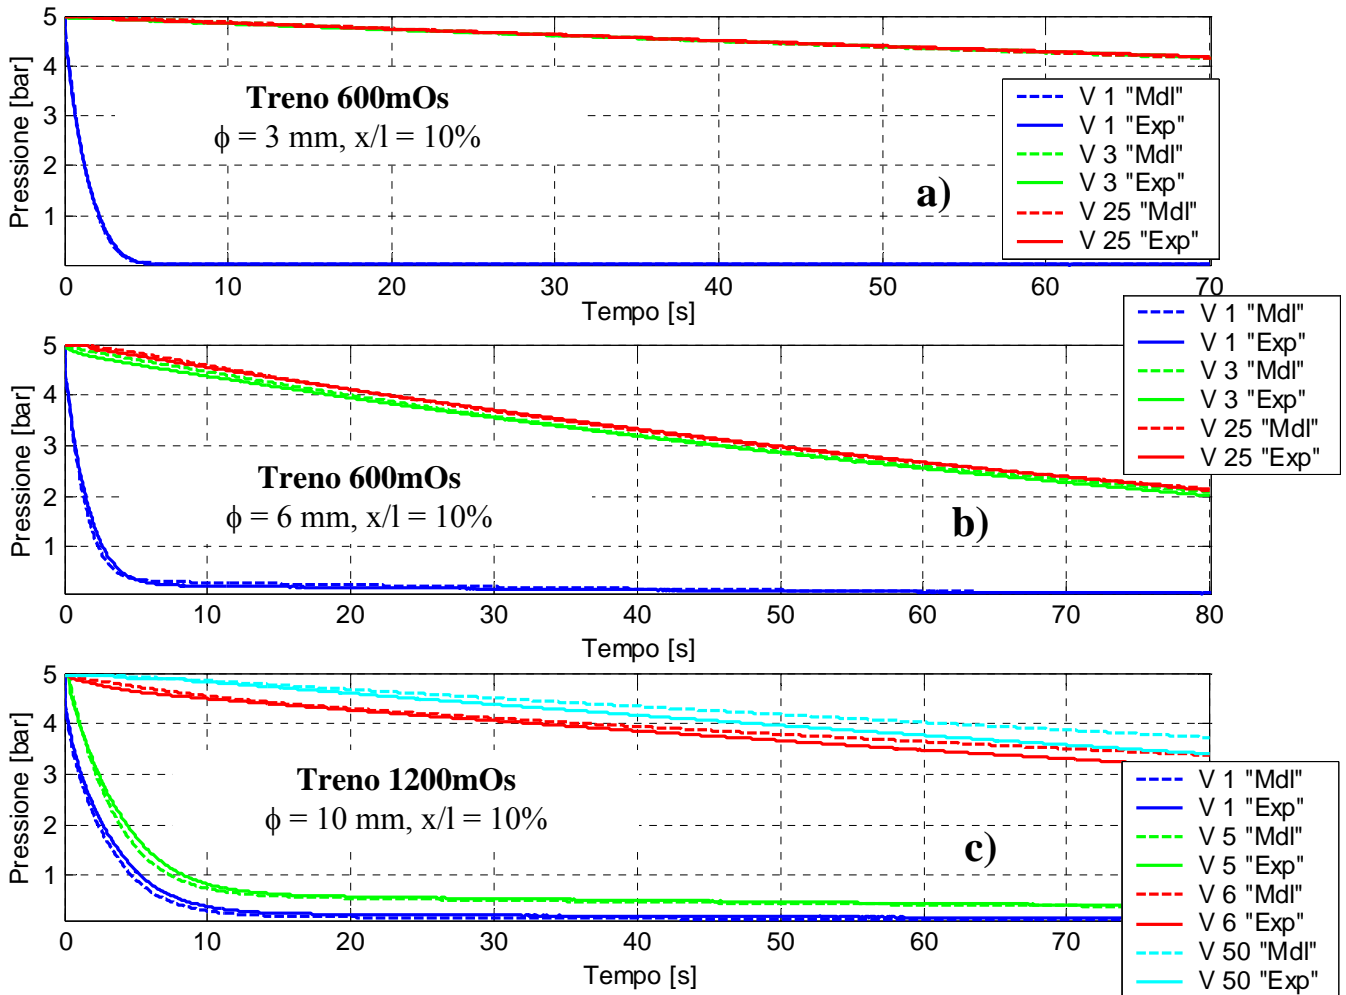 5
4
3
2
1
Pressione [bar]
Treno 600mOs
ϕ = 3 mm, x/l = 10%
a)
V 1 "Mdl"
V 1 "Exp"
V 3 "Mdl"
V 3 "Exp"
V 25 "Mdl"
V 25 "Exp"
0 10 20 30 40 50 60 70
Tempo [s]
5
4
3
2
1
Pressione [bar]
Treno 600mOs
ϕ = 6 mm, x/l = 10%
b)
V 1 "Mdl"
V 1 "Exp"
V 3 "Mdl"
V 3 "Exp"
V 25 "Mdl"
V 25 "Exp"
0 10 20 30 40 50 60 70 80
Tempo [s]
5
4
3
2
1
Pressione [bar]
Treno 1200mOs
ϕ = 10 mm, x/l = 10%
c)
V 1 "Mdl"
V 1 "Exp"
V 5 "Mdl"
V 5 "Exp"
V 6 "Mdl"
V 6 "Exp"
V 50 "Mdl"
V 50 "Exp"
0 10 20 30 40 50 60 70
Tempo [s]